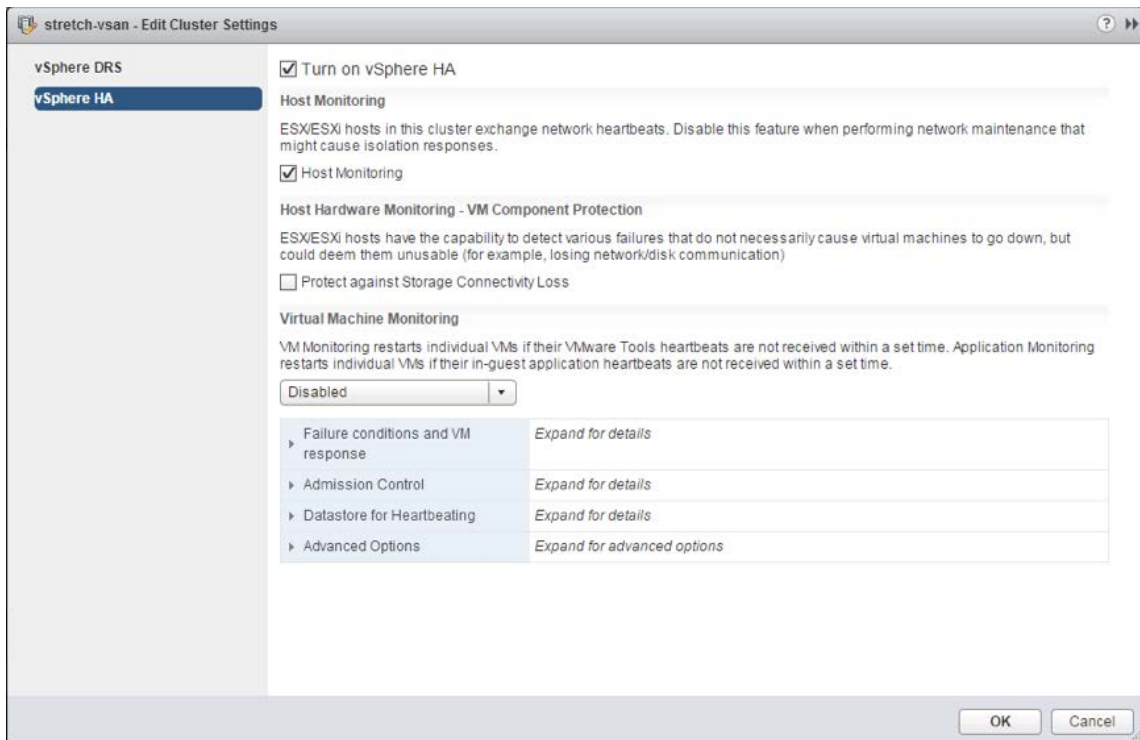 stretch-vsan - Edit Cluster Settings
?
vSphere DRS
vSphere HA
Turn on vSphere HA
Host Monitoring
ESX/ESXi hosts in this cluster exchange network heartbeats. Disable this feature when performing network maintenance that
might cause isolation responses.
Host Monitoring
Host Hardware Monitoring - VM Component Protection
ESX/ESXi hosts have the capability to detect various failures that do not necessarily cause virtual machines to go down, but
could deem them unusable (for example, losing network/disk communication)
Protect against Storage Connectivity Loss
Virtual Machine Monitoring
VM Monitoring restarts individual VMs if their VMware Tools heartbeats are not received within a set time. Application Monitoring
restarts individual VMs if their in-guest application heartbeats are not received within a set time.
Disabled
Failure conditions and VM
response
Expand for details
Admission Control
Expand for details
Datastore for Heartbeating
Expand for details
Advanced Options
Expand for advanced options
OK
Cancel